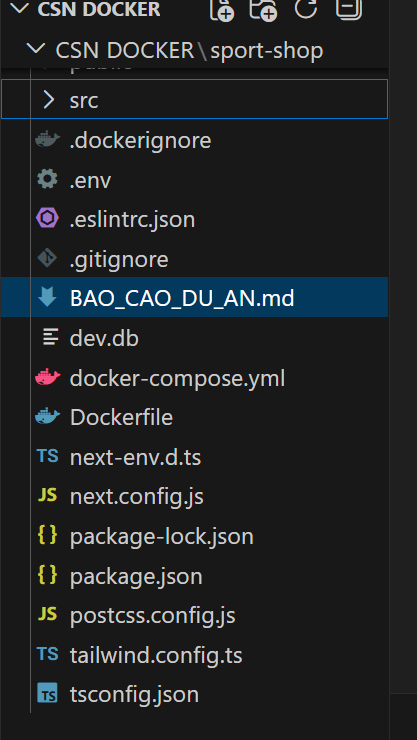 CSN DOCKER
CSN DOCKER\sport-shop
src
.dockerignore
.env
.eslintrc.json
.gitignore
BAO_CAO_DU_AN.md
dev.db
docker-compose.yml
Dockerfile
TS next-env.d.ts
JS next.config.js
{ } package-lock.json
{ } package.json
JS postcss.config.js
TS tailwind.config.ts
TS tsconfig.json